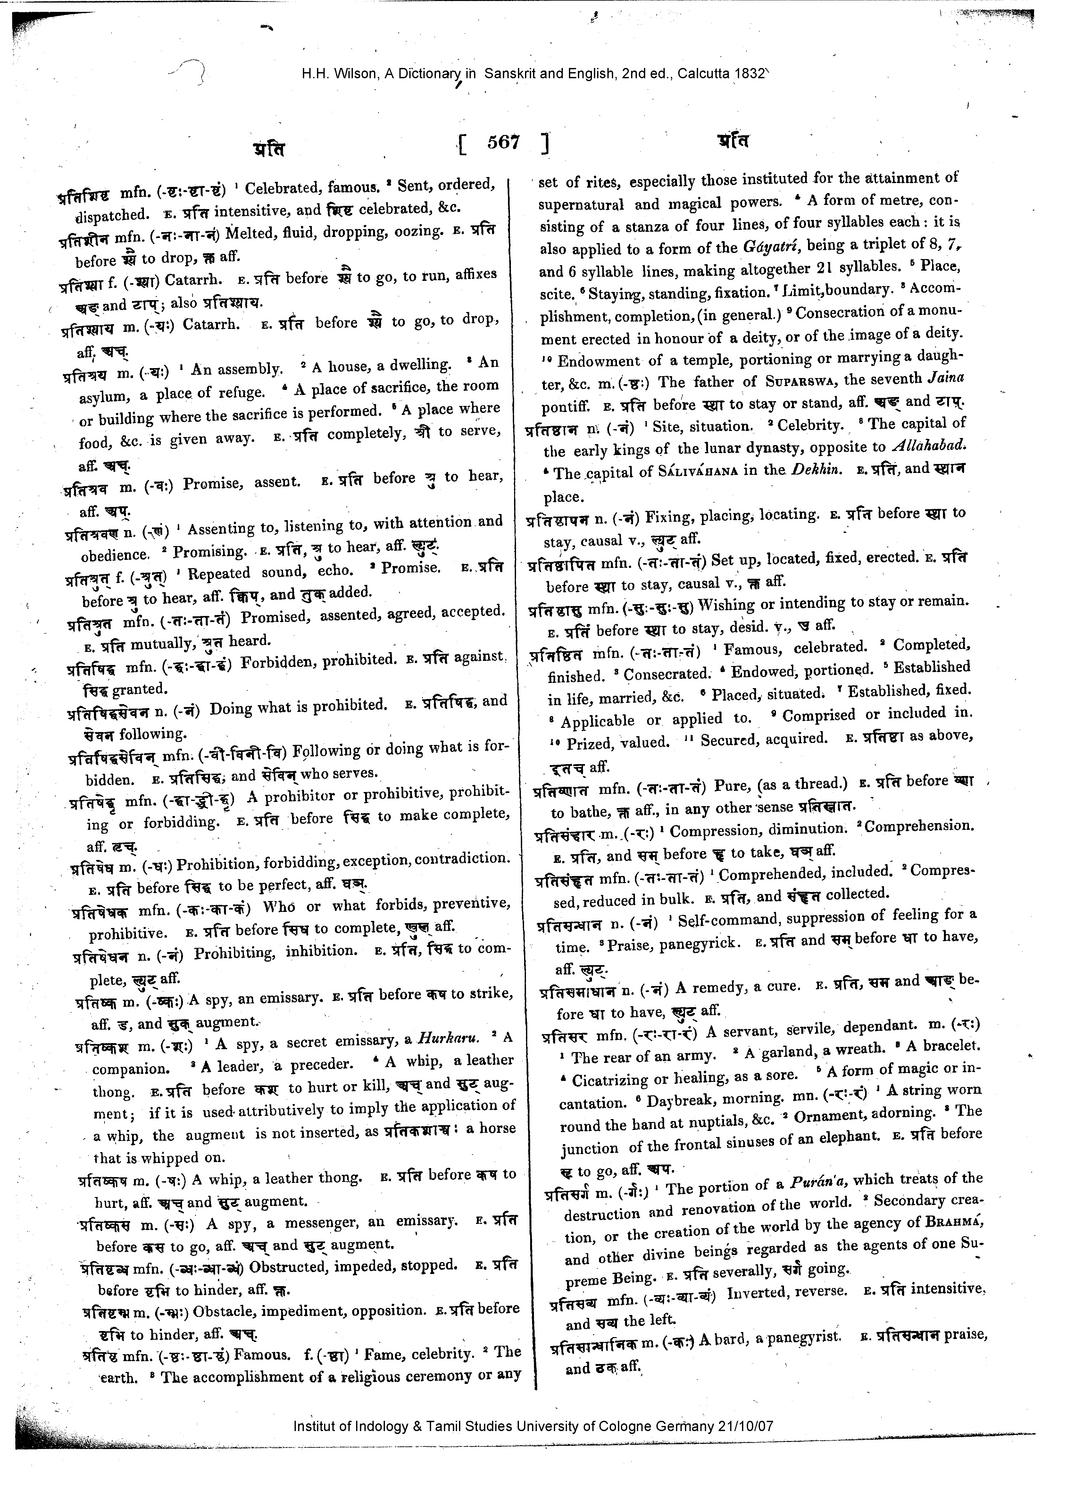 H.H. Wilson, A Dictionary in Sanskrit and English, 2nd ed., Calcutta 1832
प्रति
[ 567 ]
प्रति
प्रतिशिष्ट mfn. (-ष्टः-ष्टा-ष्टं) ¹ Celebrated, famous. ² Sent, ordered,
dispatched. E. प्रति intensitive, and शिष्ट celebrated, &c.
प्रतिशीन mfn. (-नः-ना-नं) Melted, fluid, dropping, oozing. E. प्रति
before श्यै to drop, क्त aff.
प्रतिश्या f. (-श्या) Catarrh. E. प्रति before श्यै to go, to run, affixes
अङ् and टाप्; also प्रतिश्याय.
प्रतिश्याय m. (-यः) Catarrh. E. प्रति before श्यै to go, to drop,
aff. अच्.
प्रतिश्रय m. (-यः) ¹ An assembly. ² A house, a dwelling. ³ An
asylum, a place of refuge. ⁴ A place of sacrifice, the room
or building where the sacrifice is performed. ⁵ A place where
food, &c. is given away. E. प्रति completely, श्री to serve,
aff. अच्.
प्रतिश्रव m. (-वः) Promise, assent. E. प्रति before श्रु to hear,
aff. अप्.
प्रतिश्रवण n. (-णं) ¹ Assenting to, listening to, with attention and
obedience. ² Promising. E. प्रति, श्रु to hear, aff. ल्युट्.
प्रतिश्रुत् f. (-श्रुत्) ¹ Repeated sound, echo. ² Promise. E. प्रति
before श्रु to hear, aff. क्विप्, and तुक् added.
प्रतिश्रुत mfn. (-तः-ता-तं) Promised, assented, agreed, accepted.
E. प्रति mutually, श्रुत heard.
प्रतिषिद्ध mfn. (-द्धः-द्धा-द्धं) Forbidden, prohibited. E. प्रति against,
सिद्ध granted.
प्रतिषिद्धसेवन n. (-नं) Doing what is prohibited. E. प्रतिषिद्ध, and
सेवन following.
प्रतिषिद्धसेविन् mfn. (-वी-विनी-वि) Following or doing what is for-
bidden. E. प्रतिसिद्ध, and सेविन् who serves.
प्रतिषेद्धृ mfn. (-द्धा-द्ध्री-द्धृ) A prohibitor or prohibitive, prohibit-
ing or forbidding. E. प्रति before सिध to make complete,
aff. टच्.
प्रतिषेध m. (-धः) Prohibition, forbidding, exception, contradiction.
E. प्रति before सिध to be perfect, aff. घञ्.
प्रतिषेधक mfn. (-कः-का-कं) Who or what forbids, preventive,
prohibitive. E. प्रति before सिध to complete, ण्वुल् aff.
प्रतिषेधन n. (-नं) Prohibiting, inhibition. E. प्रति, सिध to com-
plete, ल्युट् aff.
प्रतिष्क m. (-ष्कः) A spy, an emissary. E. प्रति before कष to strike,
aff. ड, and सुक् augment.
प्रतिष्कश m. (-शः) ¹ A spy, a secret emissary, a Hurkaru. ² A
companion. ³ A leader, a preceder. ⁴ A whip, a leather
thong. E. प्रति before कश to hurt or kill, अच् and सुट् aug-
ment; if it is used attributively to imply the application of
a whip, the augment is not inserted, as प्रतिकशाश्वः a horse
that is whipped on.
प्रतिष्कष m. (-षः) A whip, a leather thong. E. प्रति before कष to
hurt, aff. अच् and सुट् augment.
प्रतिष्कस m. (-सः) A spy, a messenger, an emissary. E. प्रति
before कस to go, aff. अच् and सुट् augment.
प्रतिष्टब्ध mfn. (-ब्धः-ब्धा-ब्धं) Obstructed, impeded, stopped. E. प्रति
before ष्टभि to hinder, aff. क्त.
प्रतिष्टम्भ m. (-म्भः) Obstacle, impediment, opposition. E. प्रति before
ष्टभि to hinder, aff. अच्.
प्रतिष्ठ mfn. (-ष्ठः-ष्ठा-ष्ठं) Famous. f. (-ष्ठा) ¹ Fame, celebrity. ² The
earth. ³ The accomplishment of a religious ceremony or any
set of rites, especially those instituted for the attainment of
supernatural and magical powers. ⁴ A form of metre, con-
sisting of a stanza of four lines, of four syllables each: it is
also applied to a form of the Gáyatrí, being a triplet of 8, 7,
and 6 syllable lines, making altogether 21 syllables. ⁵ Place,
scite. ⁶ Staying, standing, fixation. ⁷ Limit, boundary. ⁸ Accom-
plishment, completion, (in general.) ⁹ Consecration of a monu-
ment erected in honour of a deity, or of the image of a deity.
¹⁰ Endowment of a temple, portioning or marrying a daugh-
ter, &c. m. (-ष्ठः) The father of SUPARSWA, the seventh Jaina
pontiff. E. प्रति before स्था to stay or stand, aff. अङ् and टाप्.
प्रतिष्ठान n. (-नं) ¹ Site, situation. ² Celebrity. ³ The capital of
the early kings of the lunar dynasty, opposite to Allahabad.
⁴ The capital of SÁLIVÁHANA in the Dekhin. E. प्रति, and स्थान
place.
प्रतिष्ठापन n. (-नं) Fixing, placing, locating. E. प्रति before स्था to
stay, causal v., ल्युट् aff.
प्रतिष्ठापित mfn. (-तः-ता-तं) Set up, located, fixed, erected. E. प्रति
before स्था to stay, causal v., क्त aff.
प्रतिष्ठासु mfn. (-सुः-सुः-सु) Wishing or intending to stay or remain.
E. प्रति before स्था to stay, desid. v., उ aff.
प्रतिष्ठित mfn. (-तः-ता-तं) ¹ Famous, celebrated. ² Completed,
finished. ³ Consecrated. ⁴ Endowed, portioned. ⁵ Established
in life, married, &c. ⁶ Placed, situated. ⁷ Established, fixed.
⁸ Applicable or applied to. ⁹ Comprised or included in.
¹⁰ Prized, valued. ¹¹ Secured, acquired. E. प्रतिष्ठा as above,
इतच् aff.
प्रतिष्णात mfn. (-तः-ता-तं) Pure, (as a thread.) E. प्रति before ष्णा
to bathe, क्त aff., in any other sense प्रतिस्नात.
प्रतिसंहार m. (-रः) ¹ Compression, diminution. ² Comprehension.
E. प्रति, and सम् before हृ to take, घञ् aff.
प्रतिसंहृत mfn. (-तः-ता-तं) ¹ Comprehended, included. ² Compres-
sed, reduced in bulk. E. प्रति, and संहृत collected.
प्रतिसन्धान n. (-नं) ¹ Self-command, suppression of feeling for a
time. ² Praise, panegyrick. E. प्रति and सम् before धा to have,
aff. ल्युट्.
प्रतिसमाधान n. (-नं) A remedy, a cure. E. प्रति, सम and आङ् be-
fore धा to have, ल्युट् aff.
प्रतिसर mfn. (-रः-रा-रं) A servant, servile, dependant. m. (-रः)
¹ The rear of an army. ² A garland, a wreath. ³ A bracelet.
⁴ Cicatrizing or healing, as a sore. ⁵ A form of magic or in-
cantation. ⁶ Daybreak, morning. mn. (-रः-रं) ¹ A string worn
round the hand at nuptials, &c. ² Ornament, adorning. ³ The
junction of the frontal sinuses of an elephant. E. प्रति before
सृ to go, aff. अप.
प्रतिसर्ग m. (-र्गः) ¹ The portion of a Purán'a, which treats of the
destruction and renovation of the world. ² Secondary crea-
tion, or the creation of the world by the agency of BRAHMÁ,
and other divine beings regarded as the agents of one Su-
preme Being. E. प्रति severally, सर्ग going.
प्रतिसव्य mfn. (-व्यः-व्या-व्यं) Inverted, reverse. E. प्रति intensitive,
and सव्य the left.
प्रतिसान्धानिक m. (-कः) A bard, a panegyrist. E. प्रतिसन्धान praise,
and ठक् aff.
Institut of Indology & Tamil Studies University of Cologne Germany 21/10/07